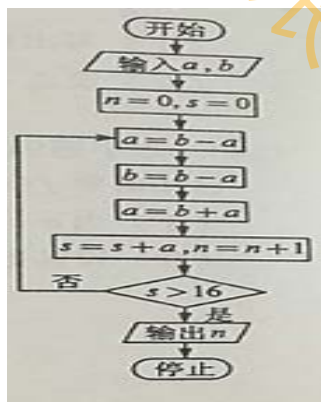 开始
输入a,b
n=0,s=0
a=b-a
b=b-a
a=b+a
s=s+a,n=n+1
否
s>16
是
输出n
停止